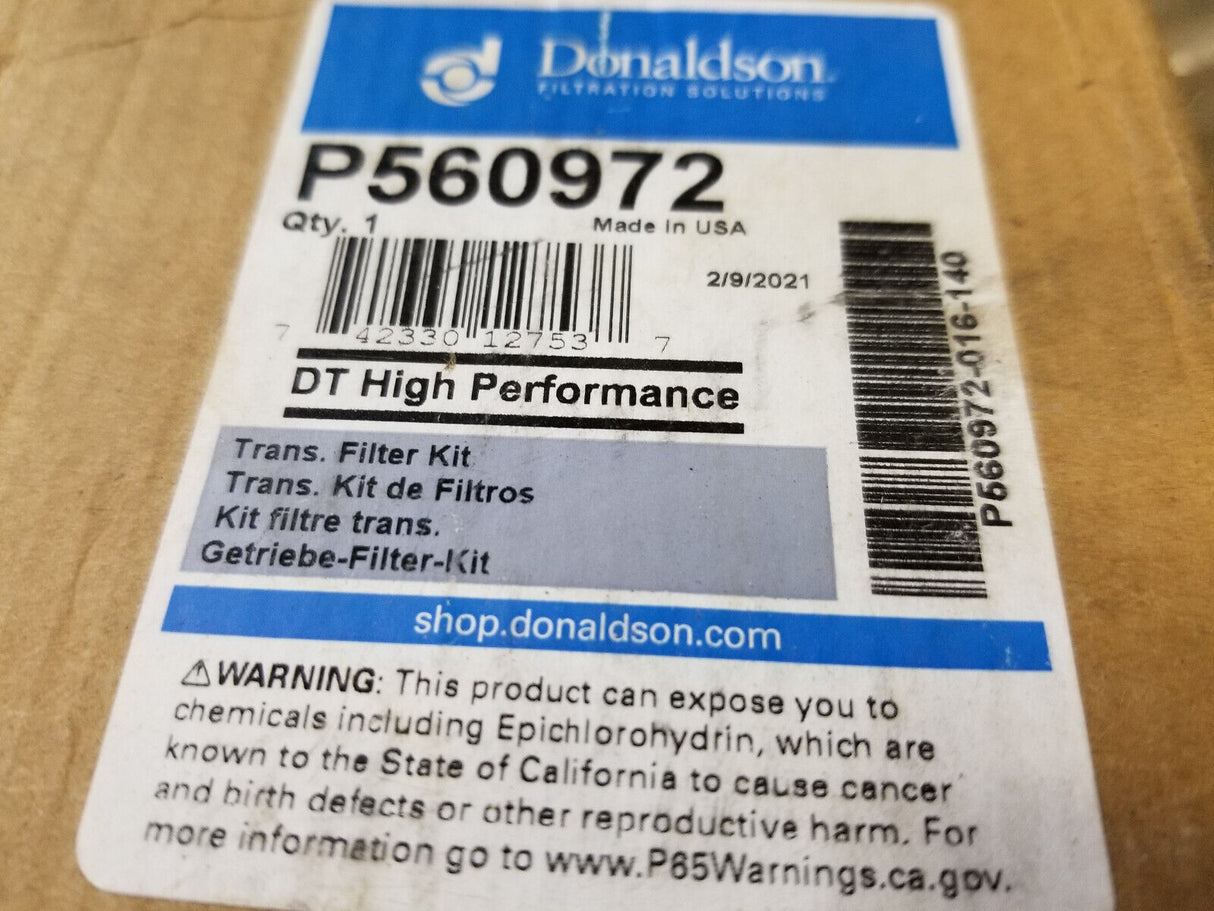 Donaldson.
FILTRATION SOLUTIONS
P560972
Qty. 1
Made In USA
2/9/2021
7 42330 12753 7
P560972-016-140
DT High Performance
Trans. Filter Kit
Trans. Kit de Filtros
Kit filtre trans.
Getriebe-Filter-Kit
shop.donaldson.com
⚠WARNING: This product can expose you to
chemicals including Epichlorohydrin, which are
known to the State of California to cause cancer
and birth defects or other reproductive harm. For
more information go to www.P65Warnings.ca.gov.